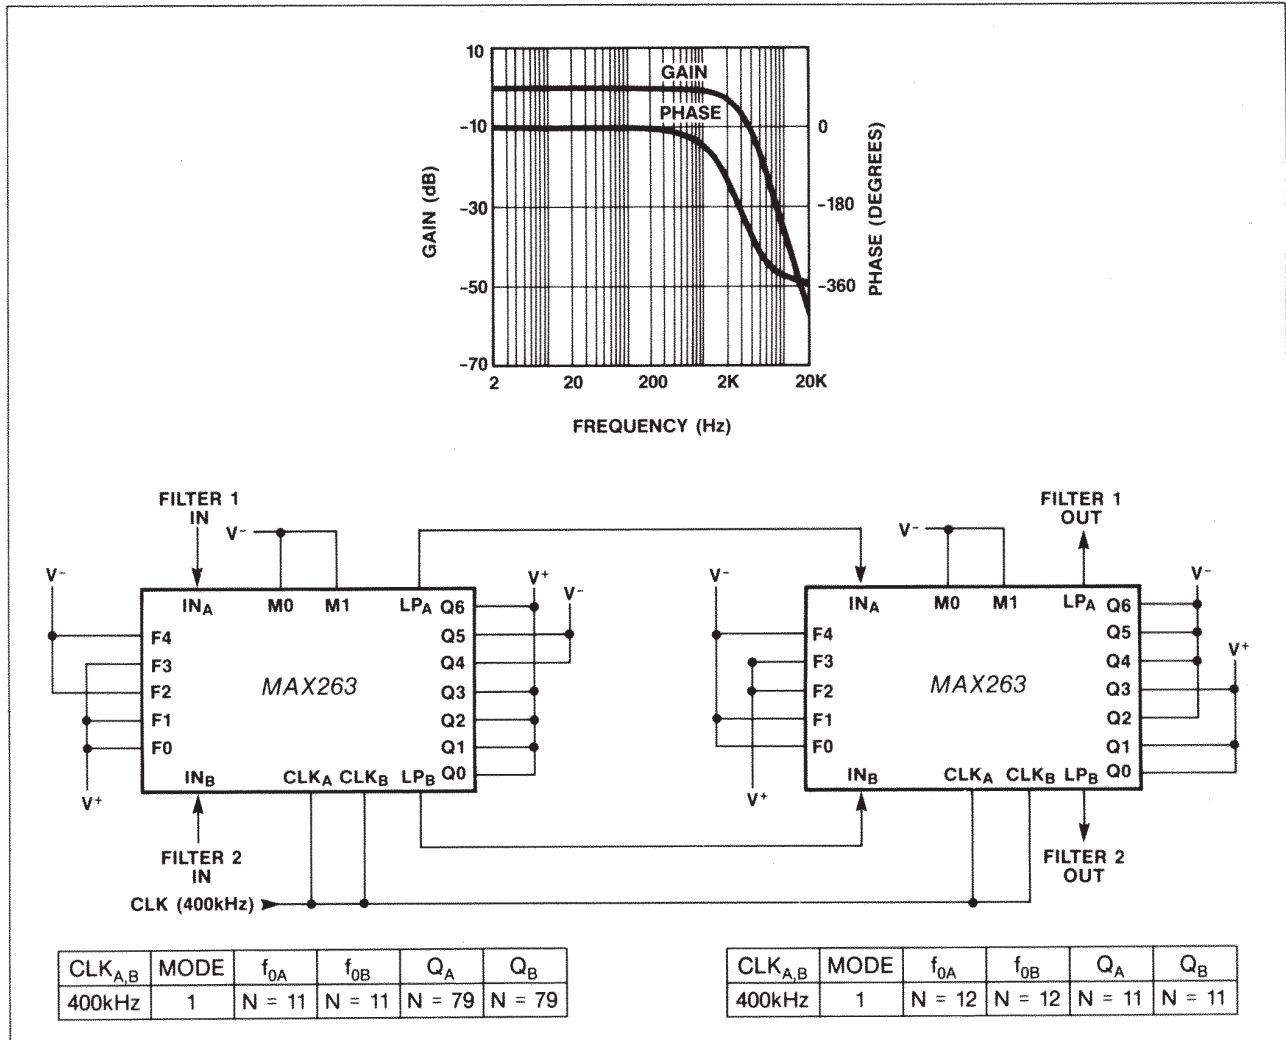 10
-10
-30
-50
-70
GAIN (dB)
GAIN
PHASE
0
-180
-360
PHASE (DEGREES)
2 20 200 2K 20K
FREQUENCY (Hz)
FILTER 1
IN
V-
V-
INA M0 M1 LPA
F4
F3
F2
F1
F0
V+
MAX263
Q6
Q5
Q4
Q3
Q2
Q1
Q0
V+
V-
INB CLKA CLKB LPB
FILTER 2
IN
CLK (400kHz)
FILTER 1
OUT
V-
V-
INA M0 M1 LPA
F4
F3
F2
F1
F0
V+
MAX263
Q6
Q5
Q4
Q3
Q2
Q1
Q0
V-
V+
INB CLKA CLKB LPB
FILTER 2
OUT
CLKA,B MODE f0A f0B QA QB
400kHz 1 N = 11 N = 11 N = 79 N = 79
CLKA,B MODE f0A f0B QA QB
400kHz 1 N = 12 N = 12 N = 11 N = 11